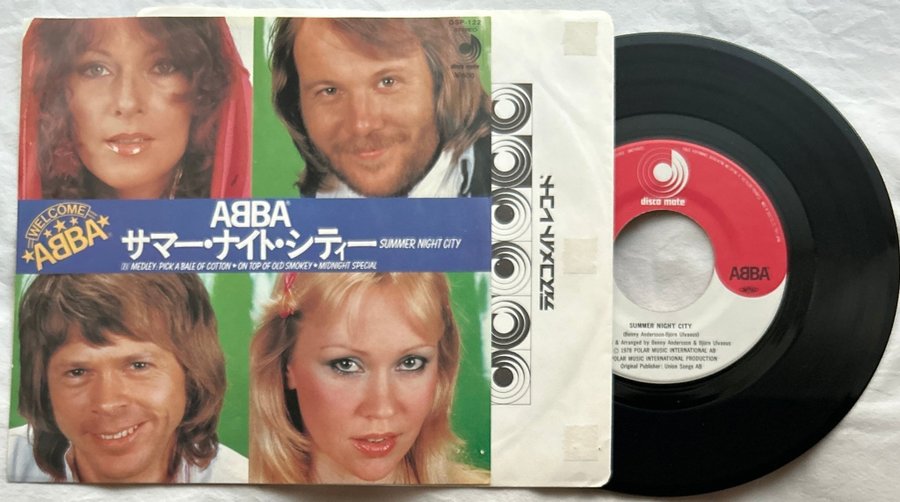 DSP-122
disco mate
¥600
WELCOME
ABBA
ABBA
サマー・ナイト・シティー SUMMER NIGHT CITY
MEDLEY: PICK A BALE OF COTTON • ON TOP OF OLD SMOKEY • MIDNIGHT SPECIAL
disco mate
ABBA
SUMMER NIGHT CITY
(Benny Andersson-Björn Ulvaeus)
& Arranged by Benny Andersson & Björn Ulvaeus
℗ 1978 POLAR MUSIC INTERNATIONAL AB
POLAR MUSIC INTERNATIONAL PRODUCTION
Original Publisher: Union Songs AB